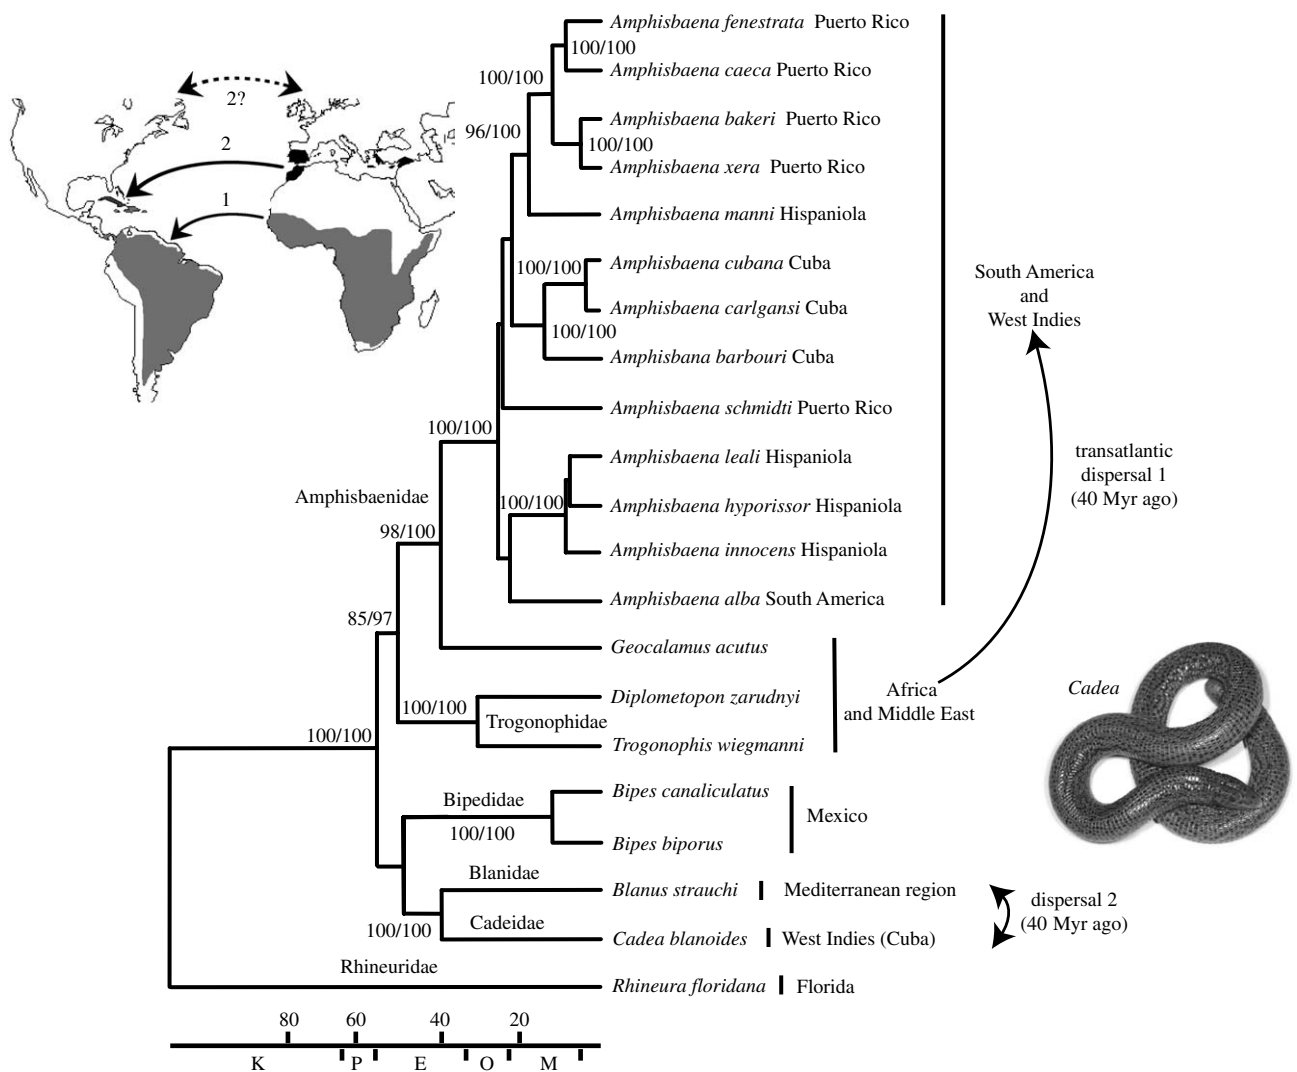 2?
2
1
Amphisbaena fenestrata Puerto Rico
100/100
Amphisbaena caeca Puerto Rico
100/100
Amphisbaena bakeri Puerto Rico
96/100
100/100
Amphisbaena xera Puerto Rico
Amphisbaena manni Hispaniola
Amphisbaena cubana Cuba
100/100
Amphisbaena carlgansi Cuba
100/100
Amphisbana barbouri Cuba
Amphisbaena schmidti Puerto Rico
100/100
Amphisbaena leali Hispaniola
Amphisbaenidae
100/100
Amphisbaena hyporissor Hispaniola
98/100
Amphisbaena innocens Hispaniola
Amphisbaena alba South America
85/97
Geocalamus acutus
Diplometopon zarudnyi
100/100
Trogonophidae
100/100
Trogonophis wiegmanni
Bipes canaliculatus
Bipedidae
100/100
Bipes biporus
Blanidae
Blanus strauchi
Mediterranean region
100/100
Cadeidae
Cadea blanoides
West Indies (Cuba)
Rhineuridae
Rhineura floridana
Florida
South America
and
West Indies
transatlantic
dispersal 1
(40 Myr ago)
Africa
and Middle East
Cadea
Mexico
dispersal 2
(40 Myr ago)
80 60 40 20
K P E O M